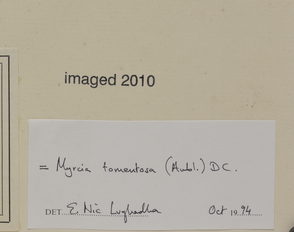 imaged 2010
= Myrcia tomentosa (Aubl.) DC.
DET. E. Nic Lughadha Oct 1994